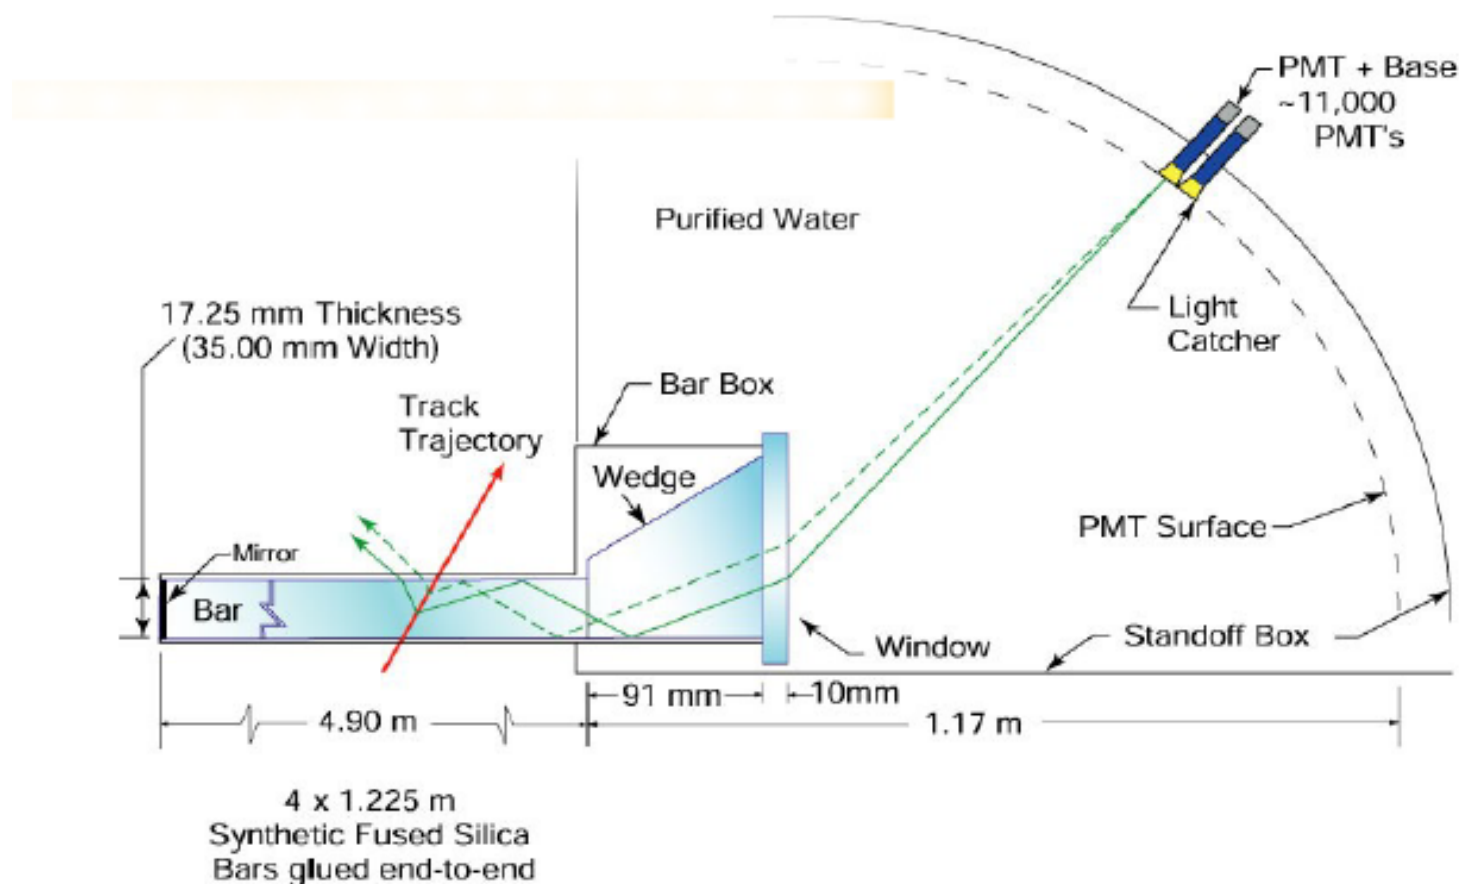 PMT + Base
~11,000
PMT's
Purified Water
Light
Catcher
17.25 mm Thickness
(35.00 mm Width)
Bar Box
Track
Trajectory
Wedge
PMT Surface
Mirror
Bar
Window
Standoff Box
91 mm
10mm
4.90 m
1.17 m
4 x 1.225 m
Synthetic Fused Silica
Bars glued end-to-end